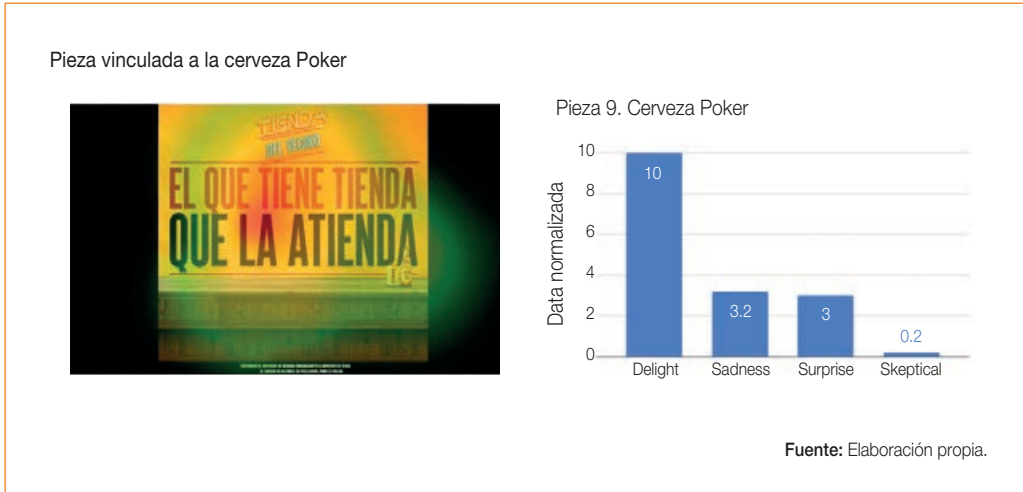 Pieza vinculada a la cerveza Poker
TIENDA
EL QUE TIENE TIENDA
QUE LA ATIENDA
Pieza 9. Cerveza Poker
Data normalizada
10
8
6
4
2
0
10
3.2
3
0.2
Delight
Sadness
Surprise
Skeptical
Fuente: Elaboración propia.